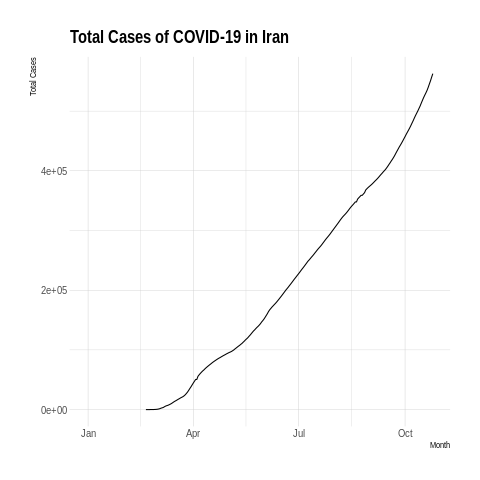 Total Cases of COVID-19 in Iran
Total Cases
4e+05
2e+05
0e+00
Jan Apr Jul Oct
Month